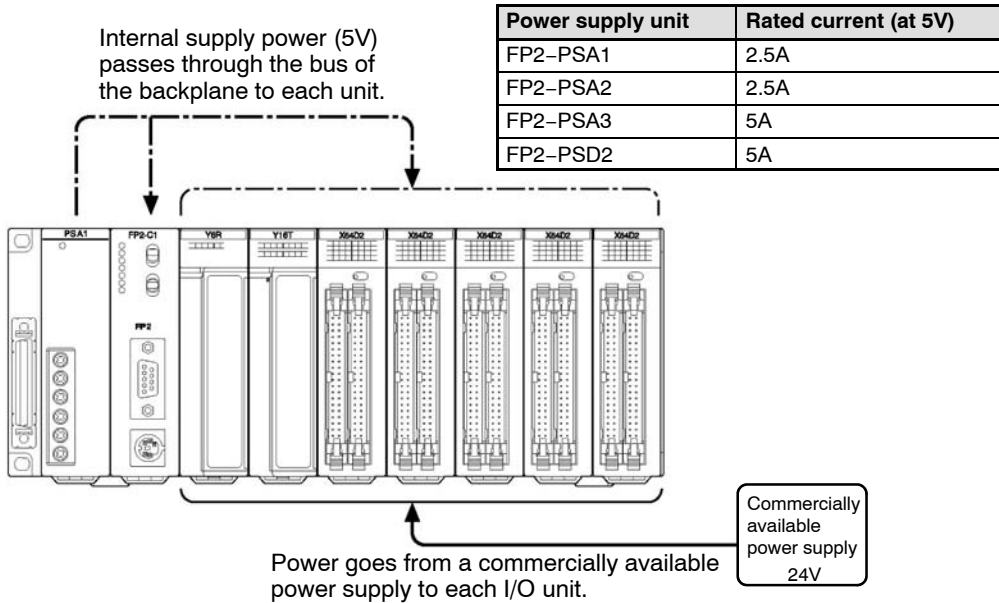 Internal supply power (5V)
passes through the bus of
the backplane to each unit.
Power supply unit Rated current (at 5V)
FP2−PSA1 2.5A
FP2−PSA2 2.5A
FP2−PSA3 5A
FP2−PSD2 5A
PSA1 FP2-C1 Y6R Y16T X64D2 X64D2 X64D2 X64D2 X64D2
FP2
Commercially
available
power supply
24V
Power goes from a commercially available
power supply to each I/O unit.